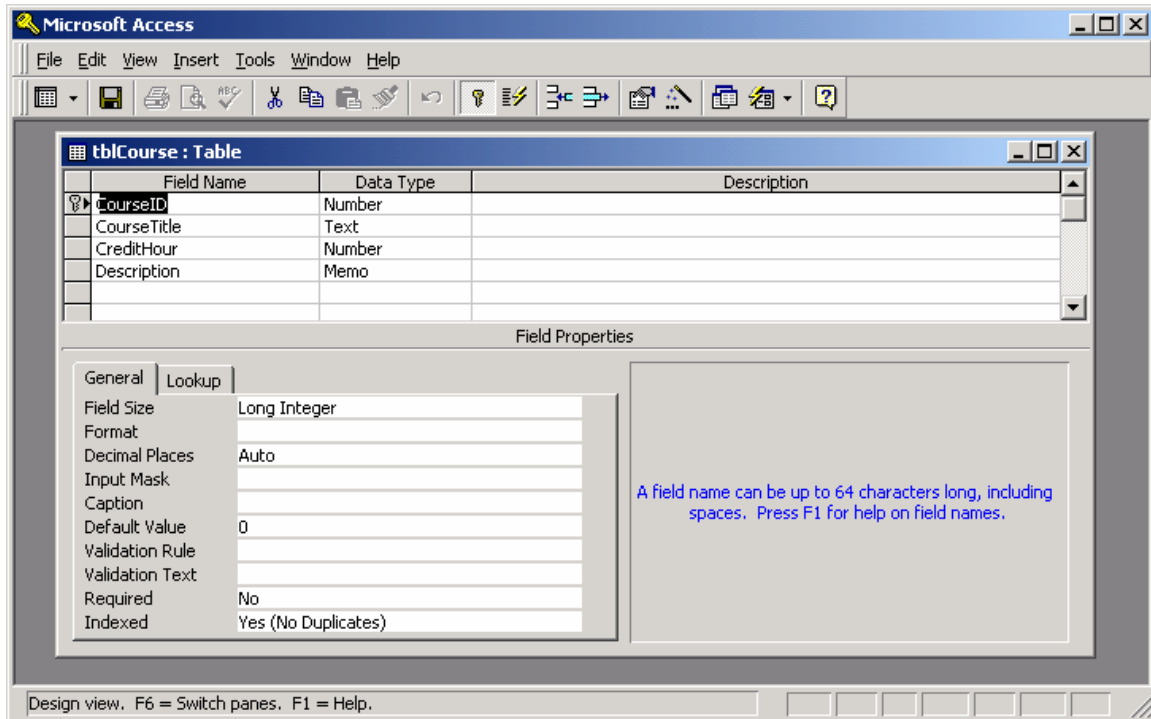 Microsoft Access
File Edit View Insert Tools Window Help
ABC
tblCourse : Table
Field Name Data Type Description
CourseID Number
CourseTitle Text
CreditHour Number
Description Memo
Field Properties
General Lookup
Field Size Long Integer
Format
Decimal Places Auto
Input Mask
Caption
Default Value 0
Validation Rule
Validation Text
Required No
Indexed Yes (No Duplicates)
A field name can be up to 64 characters long, including
spaces. Press F1 for help on field names.
Design view. F6 = Switch panes. F1 = Help.